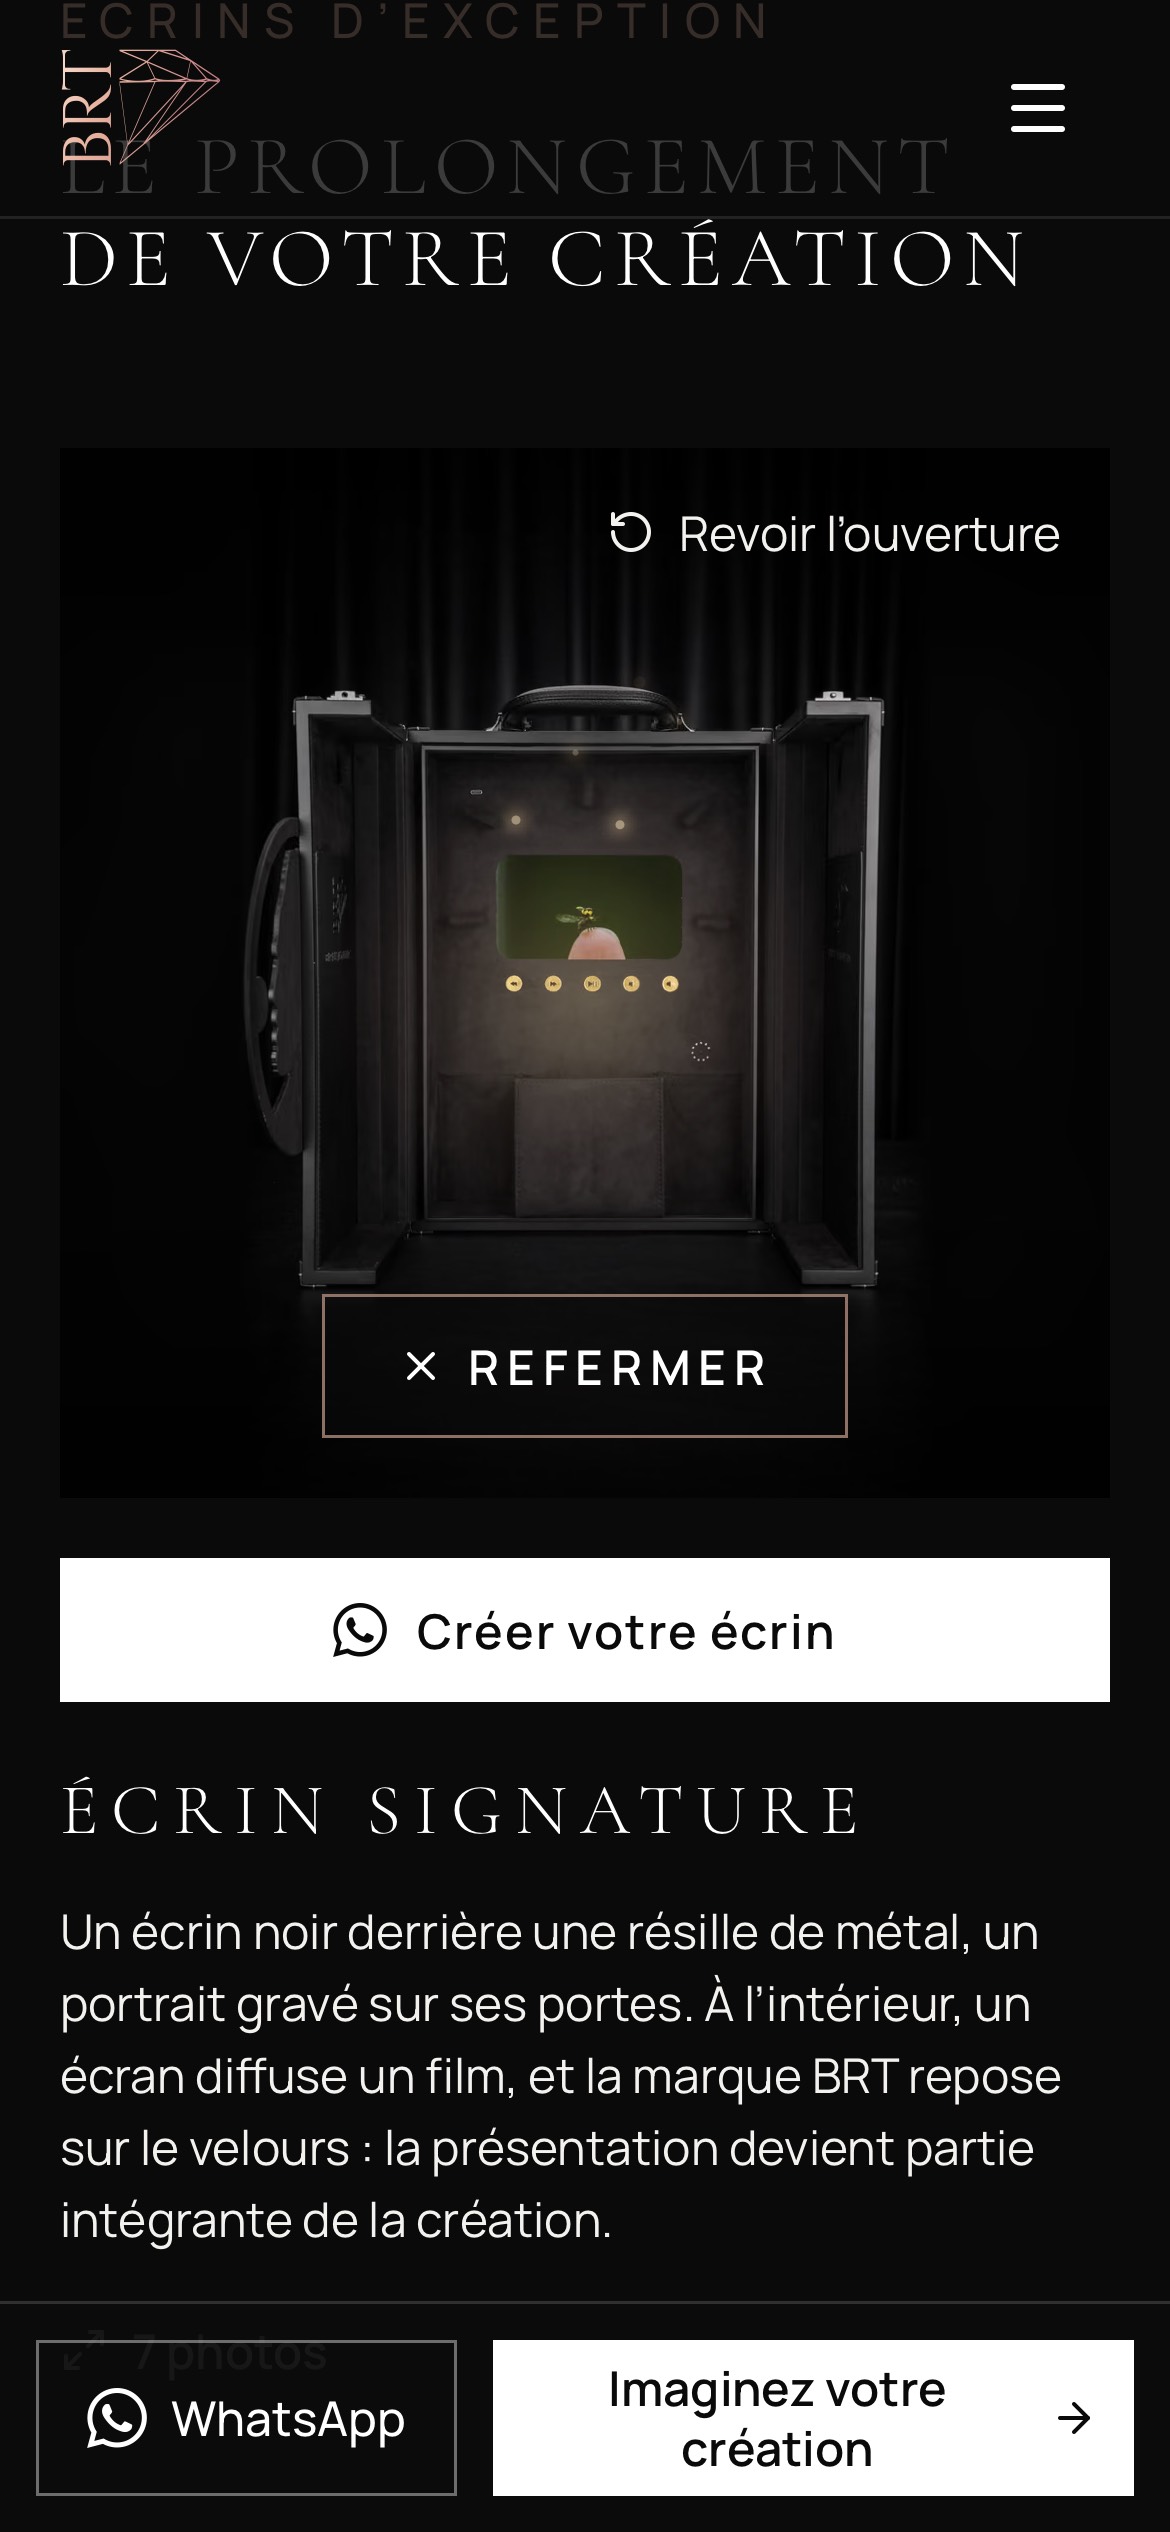 ÉCRINS D’EXCEPTION
BRT
LE PROLONGEMENT
DE VOTRE CRÉATION
Revoir l’ouverture
REFERMER
Créer votre écrin
ÉCRIN SIGNATURE
Un écrin noir derrière une résille de métal, un
portrait gravé sur ses portes. À l’intérieur, un
écran diffuse un film, et la marque BRT repose
sur le velours : la présentation devient partie
intégrante de la création.
7 photos
WhatsApp
Imaginez votre
création